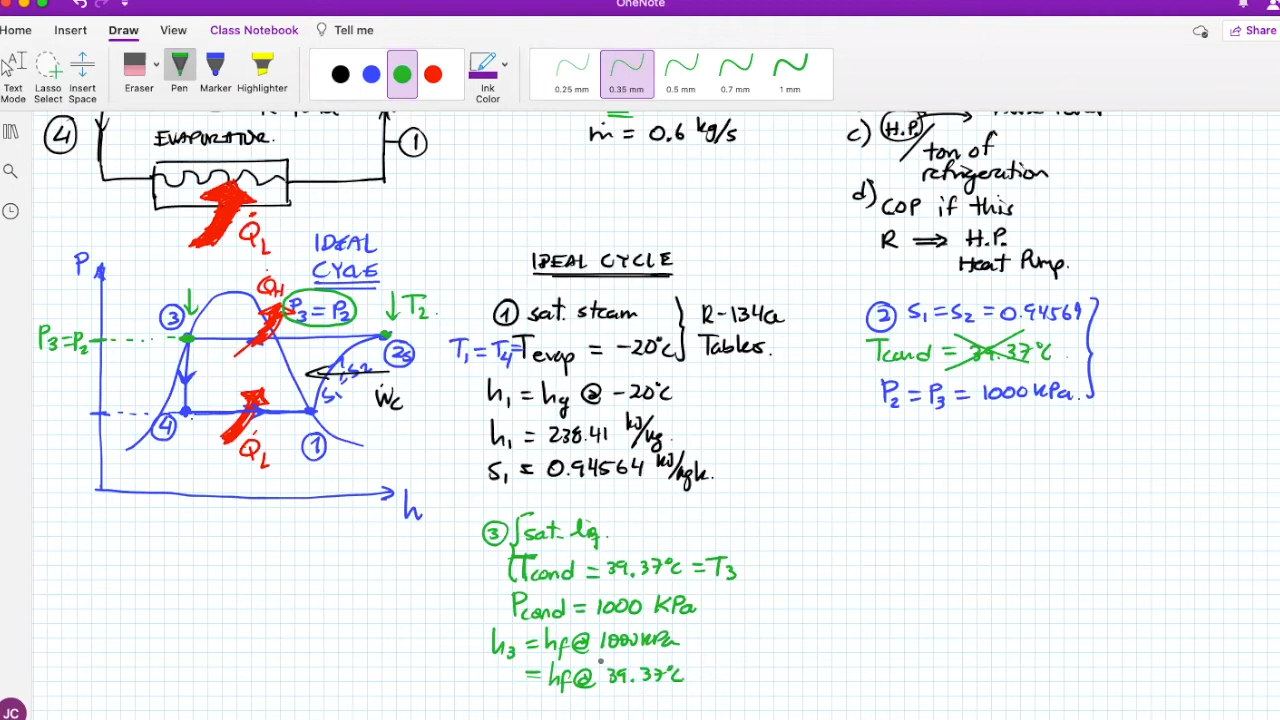 OneNote
Home Insert Draw View Class Notebook Tell me
Share
Text Mode
Lasso Select
Insert Space
Eraser
Pen
Marker
Highlighter
Ink Color
0.25 mm
0.35 mm
0.5 mm
0.7 mm
1 mm
4
EVAPORATOR.
1
Q̇L
ṁ = 0.6 kg/s
c) H.P./
ton of
refrigeration
d) COP if this
R ⟹ H.P.
Heat Pump.
P
IDEAL
CYCLE
QH
P3 = P2
T2
3
P3=P2
2s
S1=S2
Ẇc
4
1
Q̇L
h
IDEAL CYCLE
1 sat. steam
T1 = T4 = Tevap = -20°C
R-134a
Tables.
h1 = hg @ -20°C
h1 = 238.41 kJ/kg.
s1 = 0.94564 kJ/kgK.
3 sat. liq.
Tcond = 39.37°C = T3
Pcond = 1000 KPa
h3 = hf @ 1000 kPa
= hf @ 39.37°C
2 S1 = S2 = 0.94564
Tcond = 39.37°C
P2 = P3 = 1000 KPa.
JC